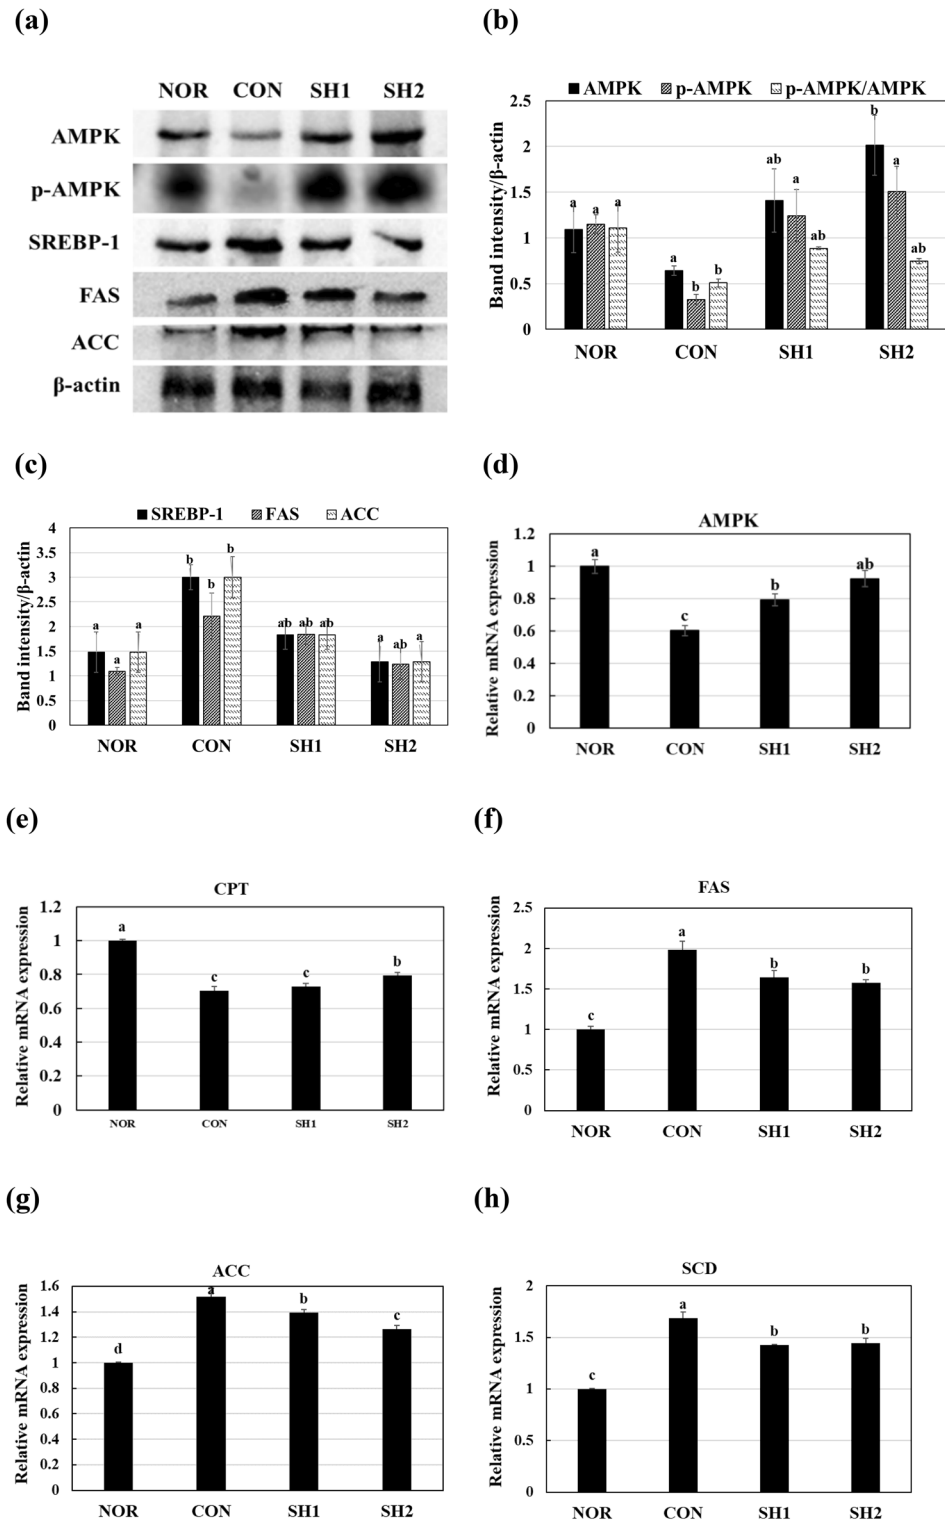 (a)
NOR CON SH1 SH2
AMPK
p-AMPK
SREBP-1
FAS
ACC
β-actin
(b)
AMPK p-AMPK p-AMPK/AMPK
Band intensity/β-actin
2.5
2
1.5
1
0.5
0
a a a
a b b
ab a ab
b a ab
NOR CON SH1 SH2
(c)
SREBP-1 FAS ACC
Band intensity/β-actin
4
3.5
3
2.5
2
1.5
1
0.5
0
a a a
b b b
ab ab ab
a ab a
NOR CON SH1 SH2
(d)
AMPK
Relative mRNA expression
1.2
1
0.8
0.6
0.4
0.2
0
a c b ab
NOR CON SH1 SH2
(e)
CPT
Relative mRNA expression
1.2
1
0.8
0.6
0.4
0.2
0
a c c b
NOR CON SH1 SH2
(f)
FAS
Relative mRNA expression
2.5
2
1.5
1
0.5
0
c a b b
NOR CON SH1 SH2
(g)
ACC
Relative mRNA expression
1.6
1.4
1.2
1
0.8
0.6
0.4
0.2
0
d a b c
NOR CON SH1 SH2
(h)
SCD
Relative mRNA expression
2
1.5
1
0.5
0
c a b b
NOR CON SH1 SH2